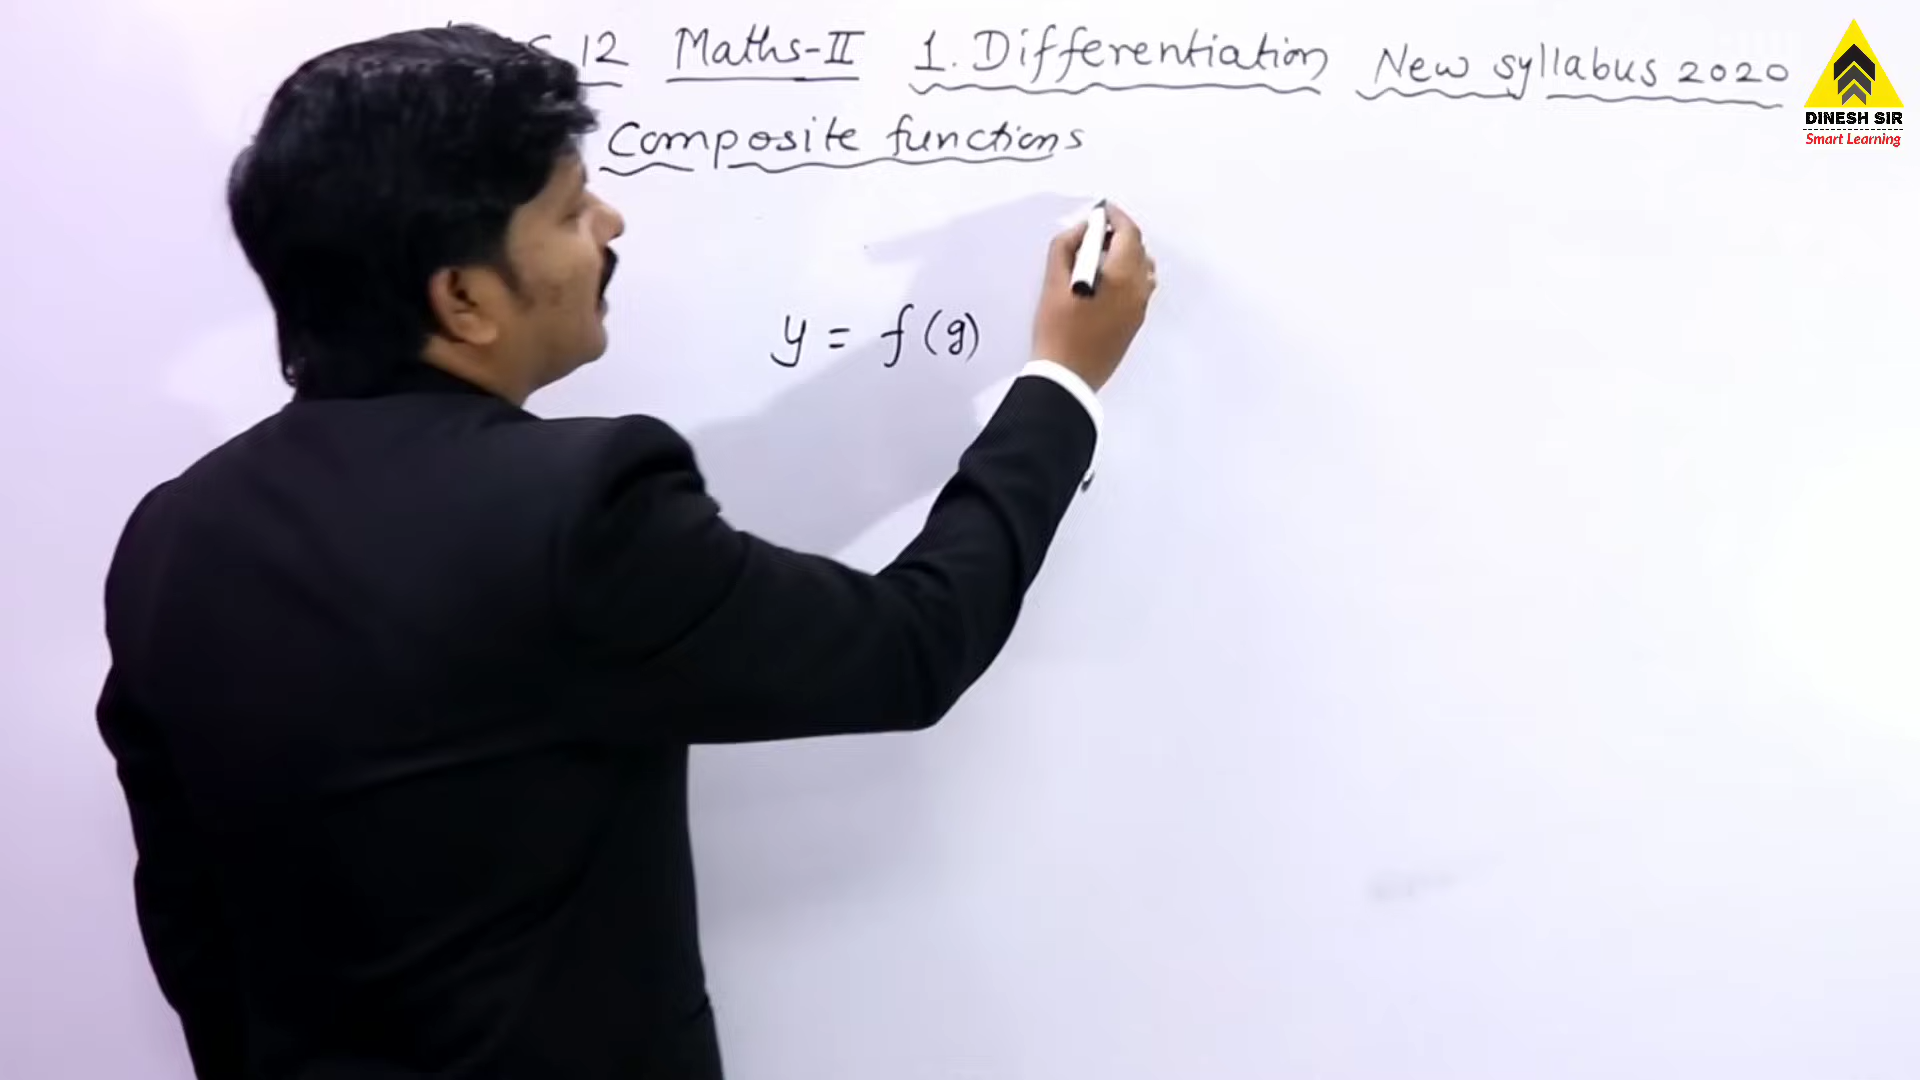 12 Maths-II 1. Differentiation New syllabus 2020
Composite functions
y = f(g)
DINESH SIR
Smart Learning